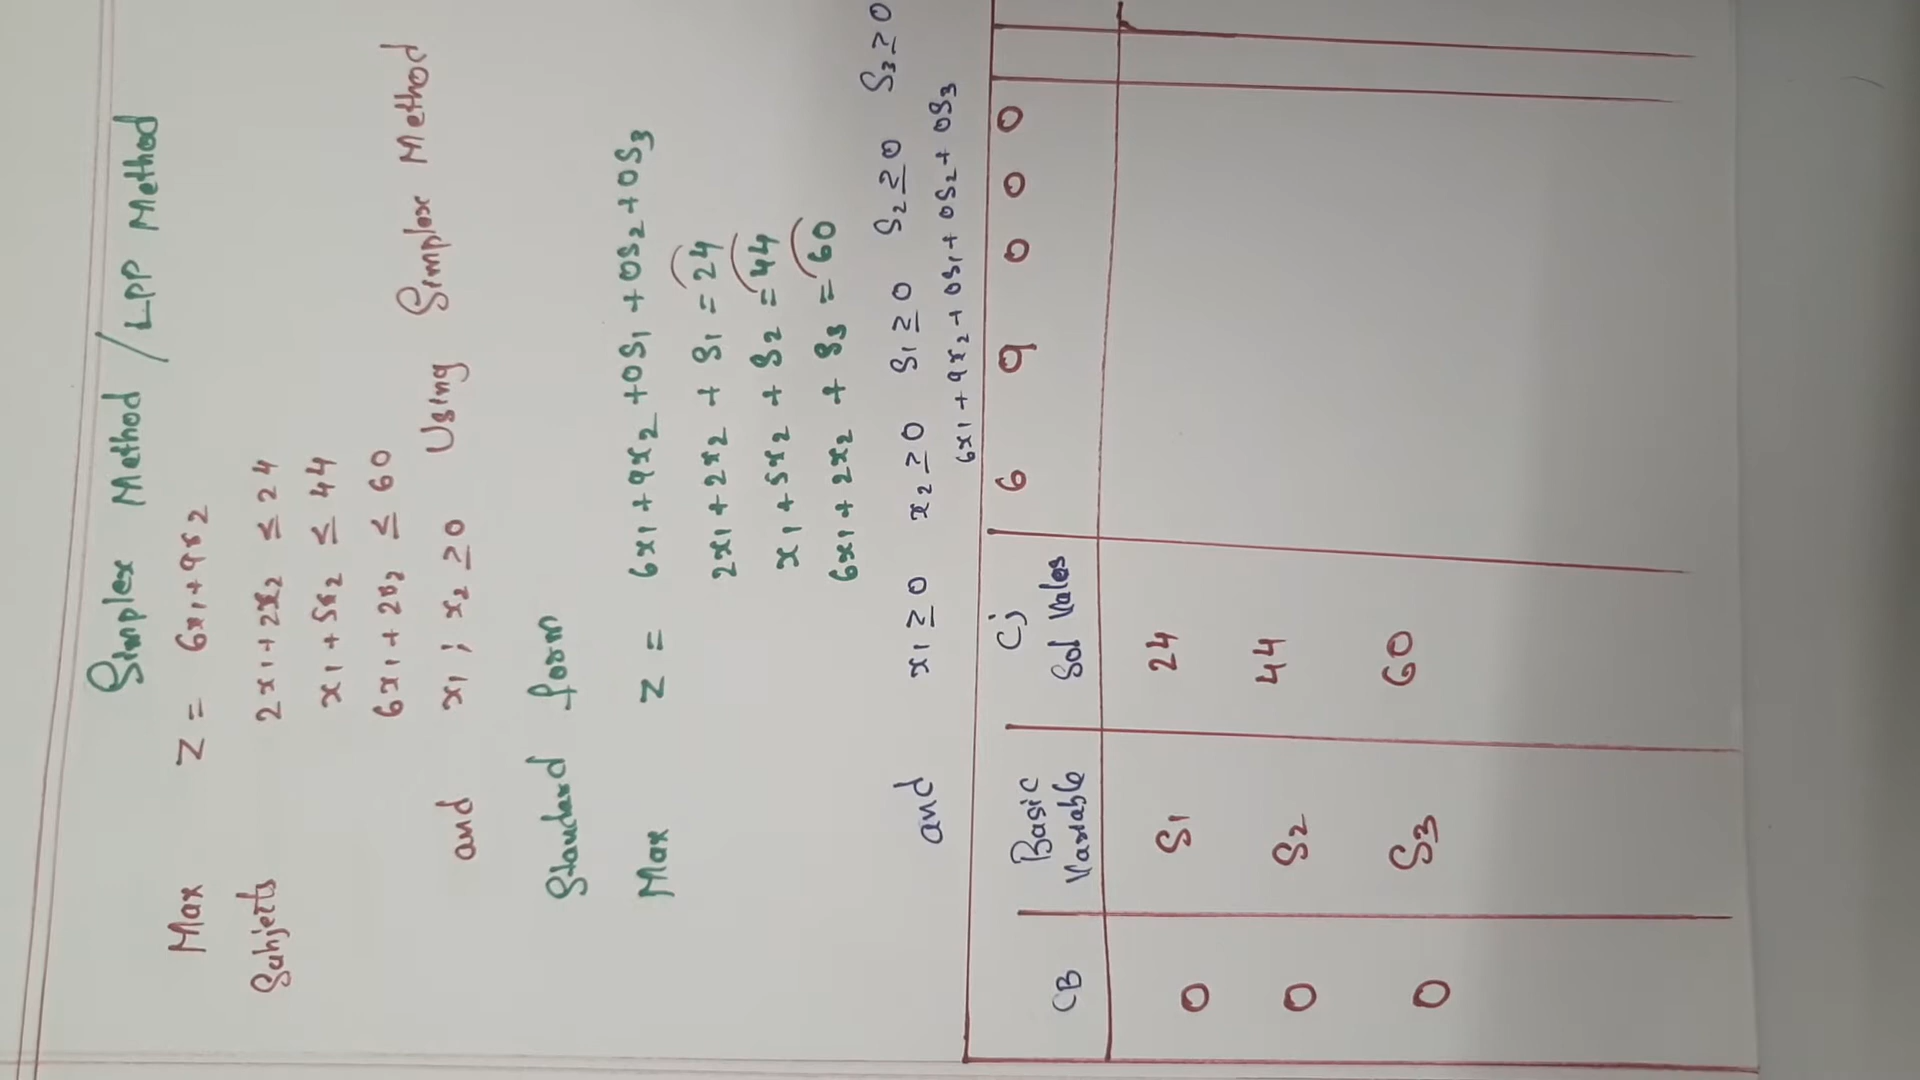 Simplex Method / LPP Method
Max Z = 6x1+9x2
Subjects 2x1+2x2 ≤ 24
x1+5x2 ≤ 44
6x1+2x2 ≤ 60
and x1 ; x2 ≥0 Using Simplex Method
Standard form
Max Z = 6x1+9x2+0S1+0S2+0S3
2x1+2x2+S1=24
x1+5x2+S2=44
6x1+2x2+S3=60
and x1≥0 x2≥0 S1≥0 S2≥0 S3≥0
6x1+9x2+0S1+0S2+0S3
Cj 6 9 0 0 0
CB Basic Variable Sol Vales
0 S1 24
0 S2 44
0 S3 60